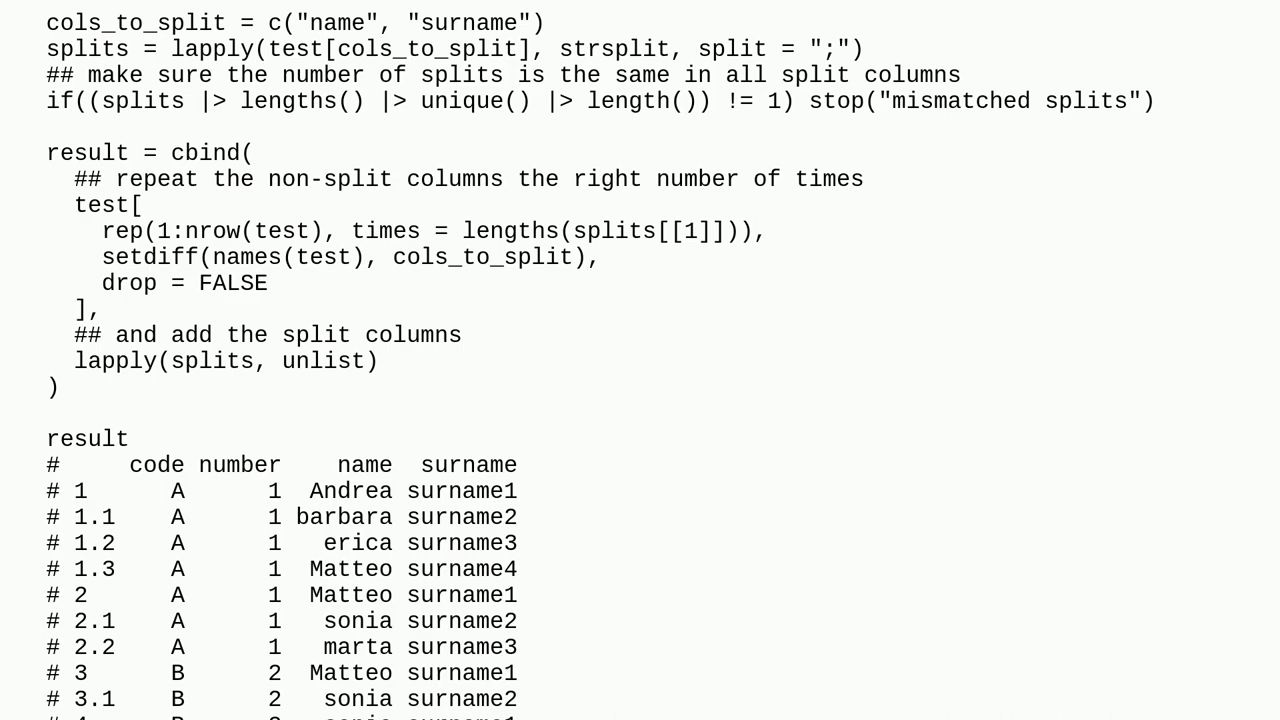 cols_to_split = c("name", "surname")
splits = lapply(test[cols_to_split], strsplit, split = ";")
## make sure the number of splits is the same in all split columns
if((splits |> lengths() |> unique() |> length()) != 1) stop("mismatched splits")

result = cbind(
  ## repeat the non-split columns the right number of times
  test[
    rep(1:nrow(test), times = lengths(splits[[1]])),
    setdiff(names(test), cols_to_split),
    drop = FALSE
  ],
  ## and add the split columns
  lapply(splits, unlist)
)

result
#     code number    name  surname
# 1      A      1  Andrea surname1
# 1.1    A      1 barbara surname2
# 1.2    A      1   erica surname3
# 1.3    A      1  Matteo surname4
# 2      A      1  Matteo surname1
# 2.1    A      1   sonia surname2
# 2.2    A      1   marta surname3
# 3      B      2  Matteo surname1
# 3.1    B      2   sonia surname2